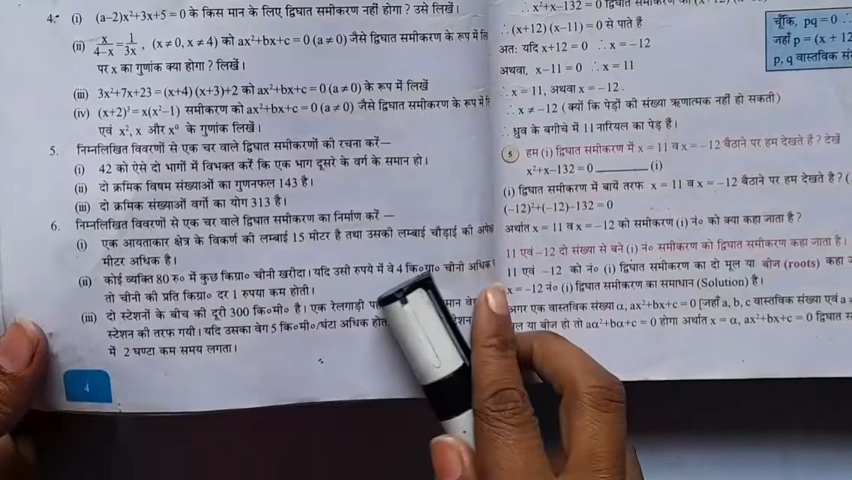 4. (i) (a–2)x²+3x+5 = 0 के किस मान के लिए द्विघात समीकरण नहीं होगा ? उसे लिखें।
(ii) x/4–x = 1/3x , (x ≠ 0, x ≠ 4) को ax²+bx+c = 0 (a ≠ 0) जैसे द्विघात समीकरण के रूप में
पर x का गुणांक क्या होगा ? लिखें।
(iii) 3x²+7x+23 = (x+4) (x+3)+2 को ax²+bx+c = 0 (a ≠ 0) के रूप में लिखें
(iv) (x+2)³ = x(x²–1) समीकरण को ax²+bx+c = 0 (a ≠ 0) जैसे द्विघात समीकरण के रूप में
एवं x², x और x⁰ के गुणांक लिखें।
5. निम्नलिखित विवरणों से एक चर वाले द्विघात समीकरणों की रचना करें—
(i) 42 को ऐसे दो भागों में विभक्त करें कि एक भाग दूसरे के वर्ग के समान हो।
(ii) दो क्रमिक विषम संख्याओं का गुणनफल 143 है।
(iii) दो क्रमिक संख्याओं का वर्गों का योग 313 है।
6. निम्नलिखित विवरणों से एक चर वाले द्विघात समीकरण का निर्माण करें —
(i) एक आयताकार क्षेत्र के विकर्ण की लम्बाई 15 मीटर है तथा उसकी लम्बाई चौड़ाई की
मीटर अधिक है।
(ii) कोई व्यक्ति 80 रु० में कुछ किग्रा० चीनी खरीदा। यदि उसी रुपये में वे 4 कि०ग्रा० चीनी अधिक
तो चीनी की प्रति किग्रा० दर 1 रुपया कम होती।
(iii) दो स्टेशनों के बीच की दूरी 300 कि०मी० है। एक रेलगाड़ी
स्टेशन की तरफ गयी। यदि उसका वेग 5 कि०मी०/घंटा अधिक
में 2 घण्टा कम समय लगता।
4
∴ x²+x–132 = 0 द्विघात समीकरण का
∴ (x+12) (x–11) = 0 से पाते है
अत: यदि x+12 = 0 ∴ x = –12
अथवा, x–11 = 0 ∴ x = 11
∴ x = 11, अथवा x = –12 .
∴ x ≠ –12 (क्यों कि पेड़ों की संख्या ऋणात्मक नहीं हो सकती)
∴ ध्रुव के बगीचे में 11 नारियल का पेड़ है।
चूँकि, pq = 0 ∴
जहाँ p = (x + 12
p, q वास्तविक
हम (i) द्विघात समीकरण में x = 11 व x = –12 बैठाने पर हम देखते है ? देखें
x²+x–132 = 0 ______ (i)
(i) द्विघात समीकरण में बायें तरफ x = 11 व x = –12 बैठाने पर हम देखते है ? (
(–12)²+(–12)–132 = 0
अर्थात x = 11 व x = –12 को समीकरण (i) नं० को क्या कहा जाता है ?
11 एवं –12 दो संख्या से बने (i) नं० समीकरण को द्विघात समीकरण कहा जाता है।
11 एवं –12 को नं० (i) द्विघात समीकरण का दो मूल या बीज (roots) कहा
x = –12 नं० (i) द्विघात समीकरण का समाधान (Solution) है।
अगर एक वास्तविक संख्या α, ax²+bx+c = 0 [जहाँ a, b, c वास्तविक संख्या एवं a
या बीज हो तो aα²+bα+c = 0 होगा अर्थात x = α, ax²+bx+c = 0 द्विघात